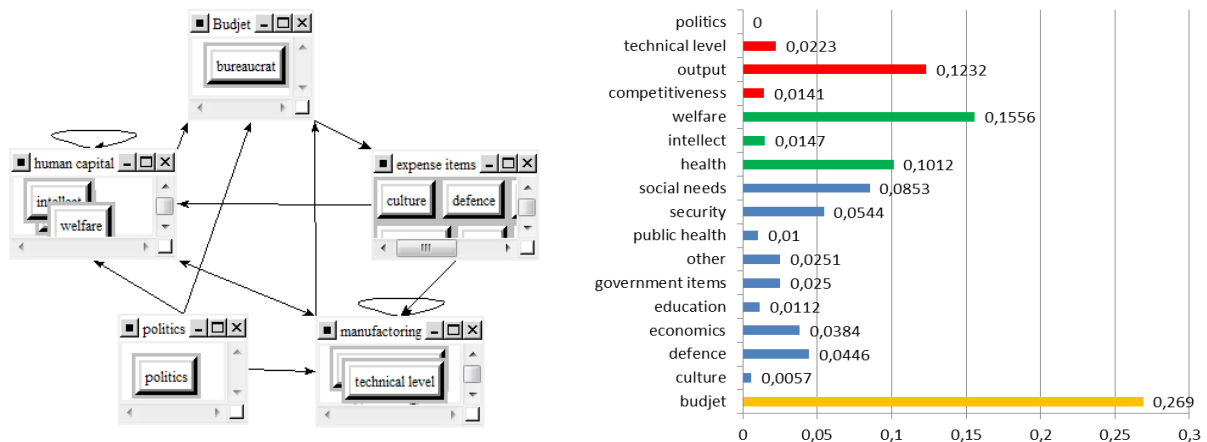 Budjet
bureaucrat
human capital
intellect
welfare
expense items
culture
defence
politics
politics
manufactoring
technical level
politics 0
technical level 0,0223
output 0,1232
competitiveness 0,0141
welfare 0,1556
intellect 0,0147
health 0,1012
social needs 0,0853
security 0,0544
public health 0,01
other 0,0251
government items 0,025
education 0,0112
economics 0,0384
defence 0,0446
culture 0,0057
budjet 0,269
0 0,05 0,1 0,15 0,2 0,25 0,3